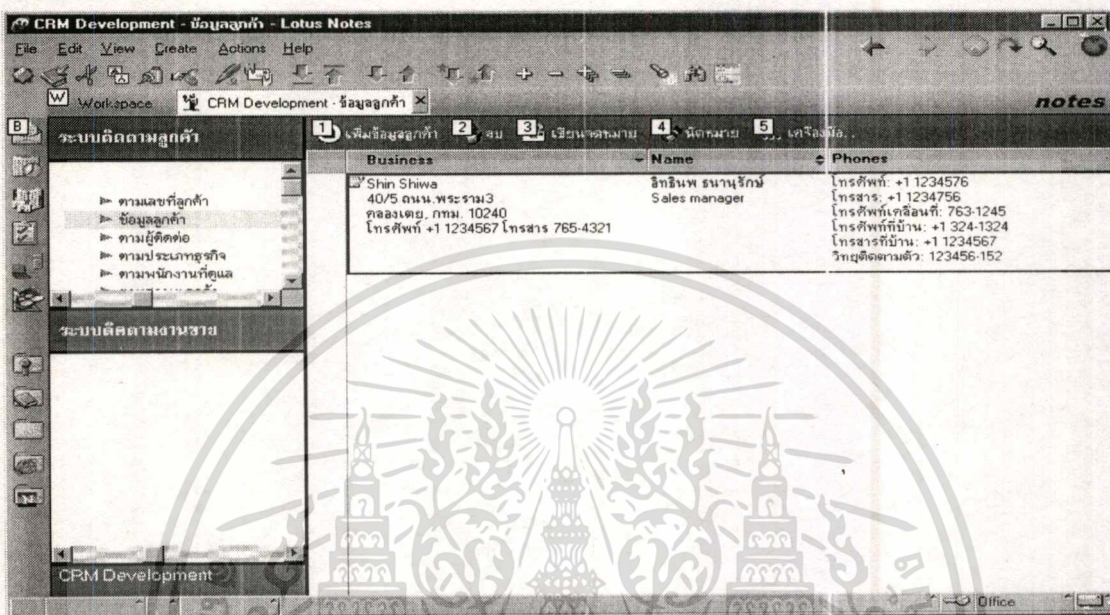 CRM Development - ข้อมูลลูกค้า - Lotus Notes
File Edit View Create Actions Help
W Workspace CRM Development - ข้อมูลลูกค้า ×
notes
B ระบบติดตามลูกค้า
1 เพิ่มข้อมูลลูกค้า 2 ลบ 3 เขียนจดหมาย 4 นัดหมาย 5 เครื่องมือ..
Business Name Phones
ตามเลขที่ลูกค้า
ข้อมูลลูกค้า
ตามผู้ติดต่อ
ตามประเภทธุรกิจ
ตามพนักงานที่ดูแล
Shin Shiwa
40/5 ถนน.พระราม3
คลองเตย, กทม. 10240
โทรศัพท์ +1 1234567 โทรสาร 765-4321
อิทธินพ ธนานุรักษ์
Sales manager
โทรศัพท์: +1 1234576
โทรสาร: +1 1234756
โทรศัพท์เคลื่อนที่: 763-1245
โทรศัพท์ที่บ้าน: +1 324-1324
โทรสารที่บ้าน: +1 1234567
วิทยุติดตามตัว: 123456-152
ระบบติดตามงานขาย
CRM Development
Office